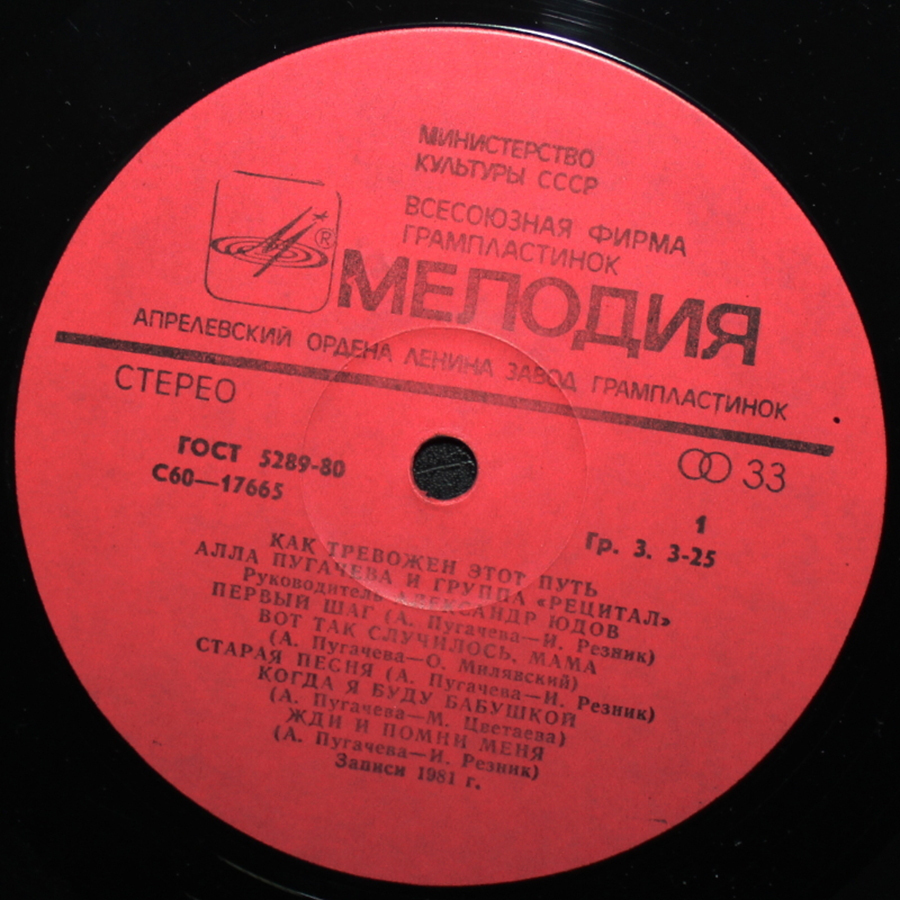 МИНИСТЕРСТВО
КУЛЬТУРЫ СССР
ВСЕСОЮЗНАЯ ФИРМА
ГРАМПЛАСТИНОК
®
МЕЛОДИЯ
АПРЕЛЕВСКИЙ ОРДЕНА ЛЕНИНА ЗАВОД ГРАМПЛАСТИНОК
СТЕРЕО
33
ГОСТ 5289-80
С60—17665
1
Гр. 3. 3-25
КАК ТРЕВОЖЕН ЭТОТ ПУТЬ
АЛЛА ПУГАЧЕВА И ГРУППА «РЕЦИТАЛ»
Руководитель АЛЕКСАНДР ЮДОВ
ПЕРВЫЙ ШАГ (А. Пугачева—И. Резник)
ВОТ ТАК СЛУЧИЛОСЬ, МАМА
(А. Пугачева—О. Милявский)
СТАРАЯ ПЕСНЯ (А. Пугачева—И. Резник)
КОГДА Я БУДУ БАБУШКОЙ
(А. Пугачева—М. Цветаева)
ЖДИ И ПОМНИ МЕНЯ
(А. Пугачева—И. Резник)
Записи 1981 г.